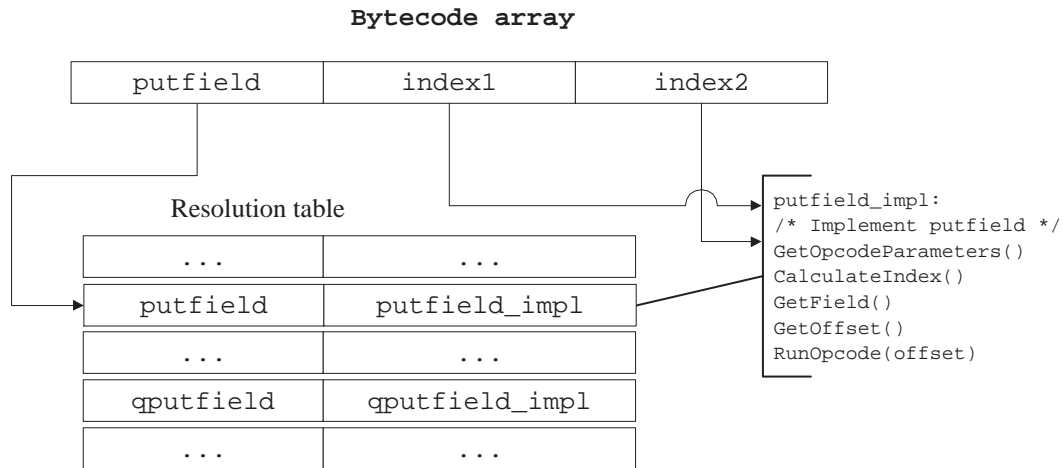 Bytecode array
putfield index1 index2
Resolution table
... ...
putfield putfield_impl
... ...
qputfield qputfield_impl
... ...
putfield_impl:
/* Implement putfield */
GetOpcodeParameters()
CalculateIndex()
GetField()
GetOffset()
RunOpcode(offset)